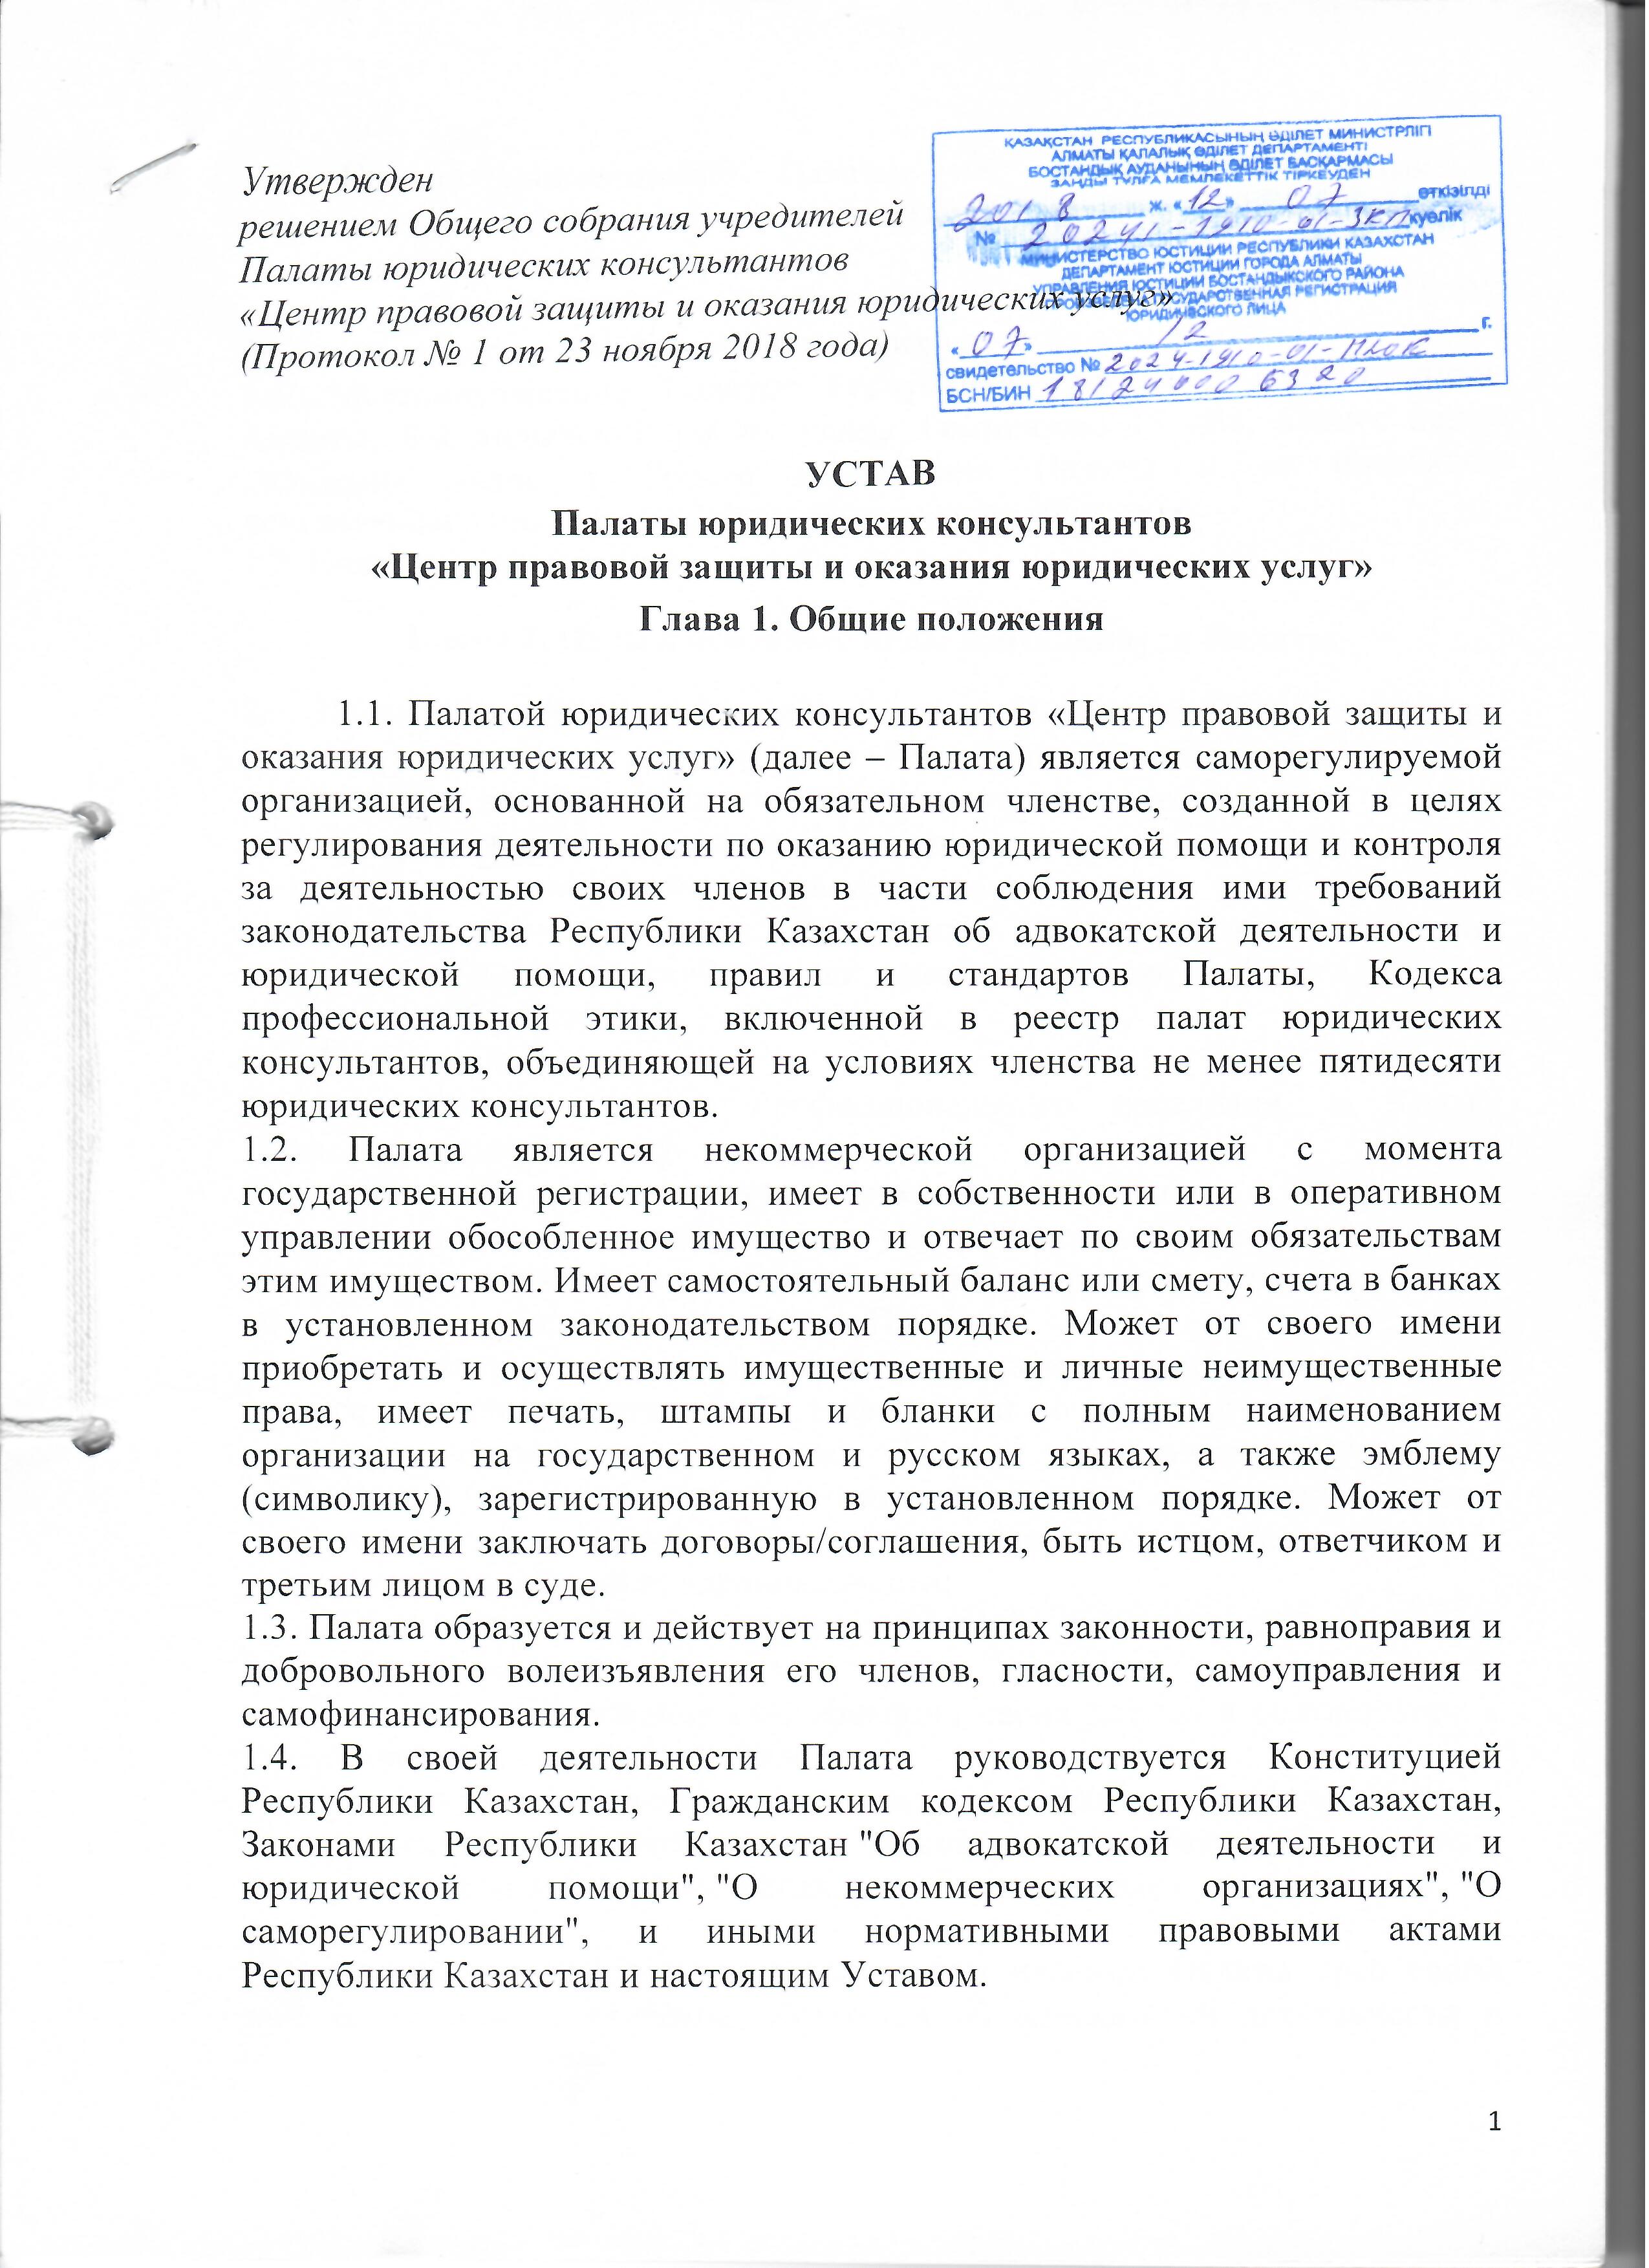 Утвержден
решением Общего собрания учредителей
Палаты юридических консультантов
«Центр правовой защиты и оказания юридических услуг»
(Протокол № 1 от 23 ноября 2018 года)
ҚАЗАҚСТАН РЕСПУБЛИКАСЫНЫҢ ӘДІЛЕТ МИНИСТРЛІГІ
АЛМАТЫ ҚАЛАЛЫҚ ӘДІЛЕТ ДЕПАРТАМЕНТІ
БОСТАНДЫҚ АУДАНЫНЫҢ ӘДІЛЕТ БАСҚАРМАСЫ
ЗАҢДЫ ТҰЛҒА МЕМЛЕКЕТТІК ТІРКЕУДЕН
2018 ж. «12» 07 өткізілді
№ куәлік
МИНИСТЕРСТВО ЮСТИЦИИ РЕСПУБЛИКИ КАЗАХСТАН
ДЕПАРТАМЕНТ ЮСТИЦИИ ГОРОДА АЛМАТЫ
УПРАВЛЕНИЯ ЮСТИЦИИ БОСТАНДЫКСКОГО РАЙОНА
ГОСУДАРСТВЕННАЯ РЕГИСТРАЦИЯ
ЮРИДИЧЕСКОГО ЛИЦА
«07» 12 г.
свидетельство №
БСН/БИН 181240006320
УСТАВ
Палаты юридических консультантов
«Центр правовой защиты и оказания юридических услуг»
Глава 1. Общие положения
1.1. Палатой юридических консультантов «Центр правовой защиты и
оказания юридических услуг» (далее – Палата) является саморегулируемой
организацией, основанной на обязательном членстве, созданной в целях
регулирования деятельности по оказанию юридической помощи и контроля
за деятельностью своих членов в части соблюдения ими требований
законодательства Республики Казахстан об адвокатской деятельности и
юридической помощи, правил и стандартов Палаты, Кодекса
профессиональной этики, включенной в реестр палат юридических
консультантов, объединяющей на условиях членства не менее пятидесяти
юридических консультантов.
1.2. Палата является некоммерческой организацией с момента
государственной регистрации, имеет в собственности или в оперативном
управлении обособленное имущество и отвечает по своим обязательствам
этим имуществом. Имеет самостоятельный баланс или смету, счета в банках
в установленном законодательством порядке. Может от своего имени
приобретать и осуществлять имущественные и личные неимущественные
права, имеет печать, штампы и бланки с полным наименованием
организации на государственном и русском языках, а также эмблему
(символику), зарегистрированную в установленном порядке. Может от
своего имени заключать договоры/соглашения, быть истцом, ответчиком и
третьим лицом в суде.
1.3. Палата образуется и действует на принципах законности, равноправия и
добровольного волеизъявления его членов, гласности, самоуправления и
самофинансирования.
1.4. В своей деятельности Палата руководствуется Конституцией
Республики Казахстан, Гражданским кодексом Республики Казахстан,
Законами Республики Казахстан "Об адвокатской деятельности и
юридической помощи", "О некоммерческих организациях", "О
саморегулировании", и иными нормативными правовыми актами
Республики Казахстан и настоящим Уставом.
1